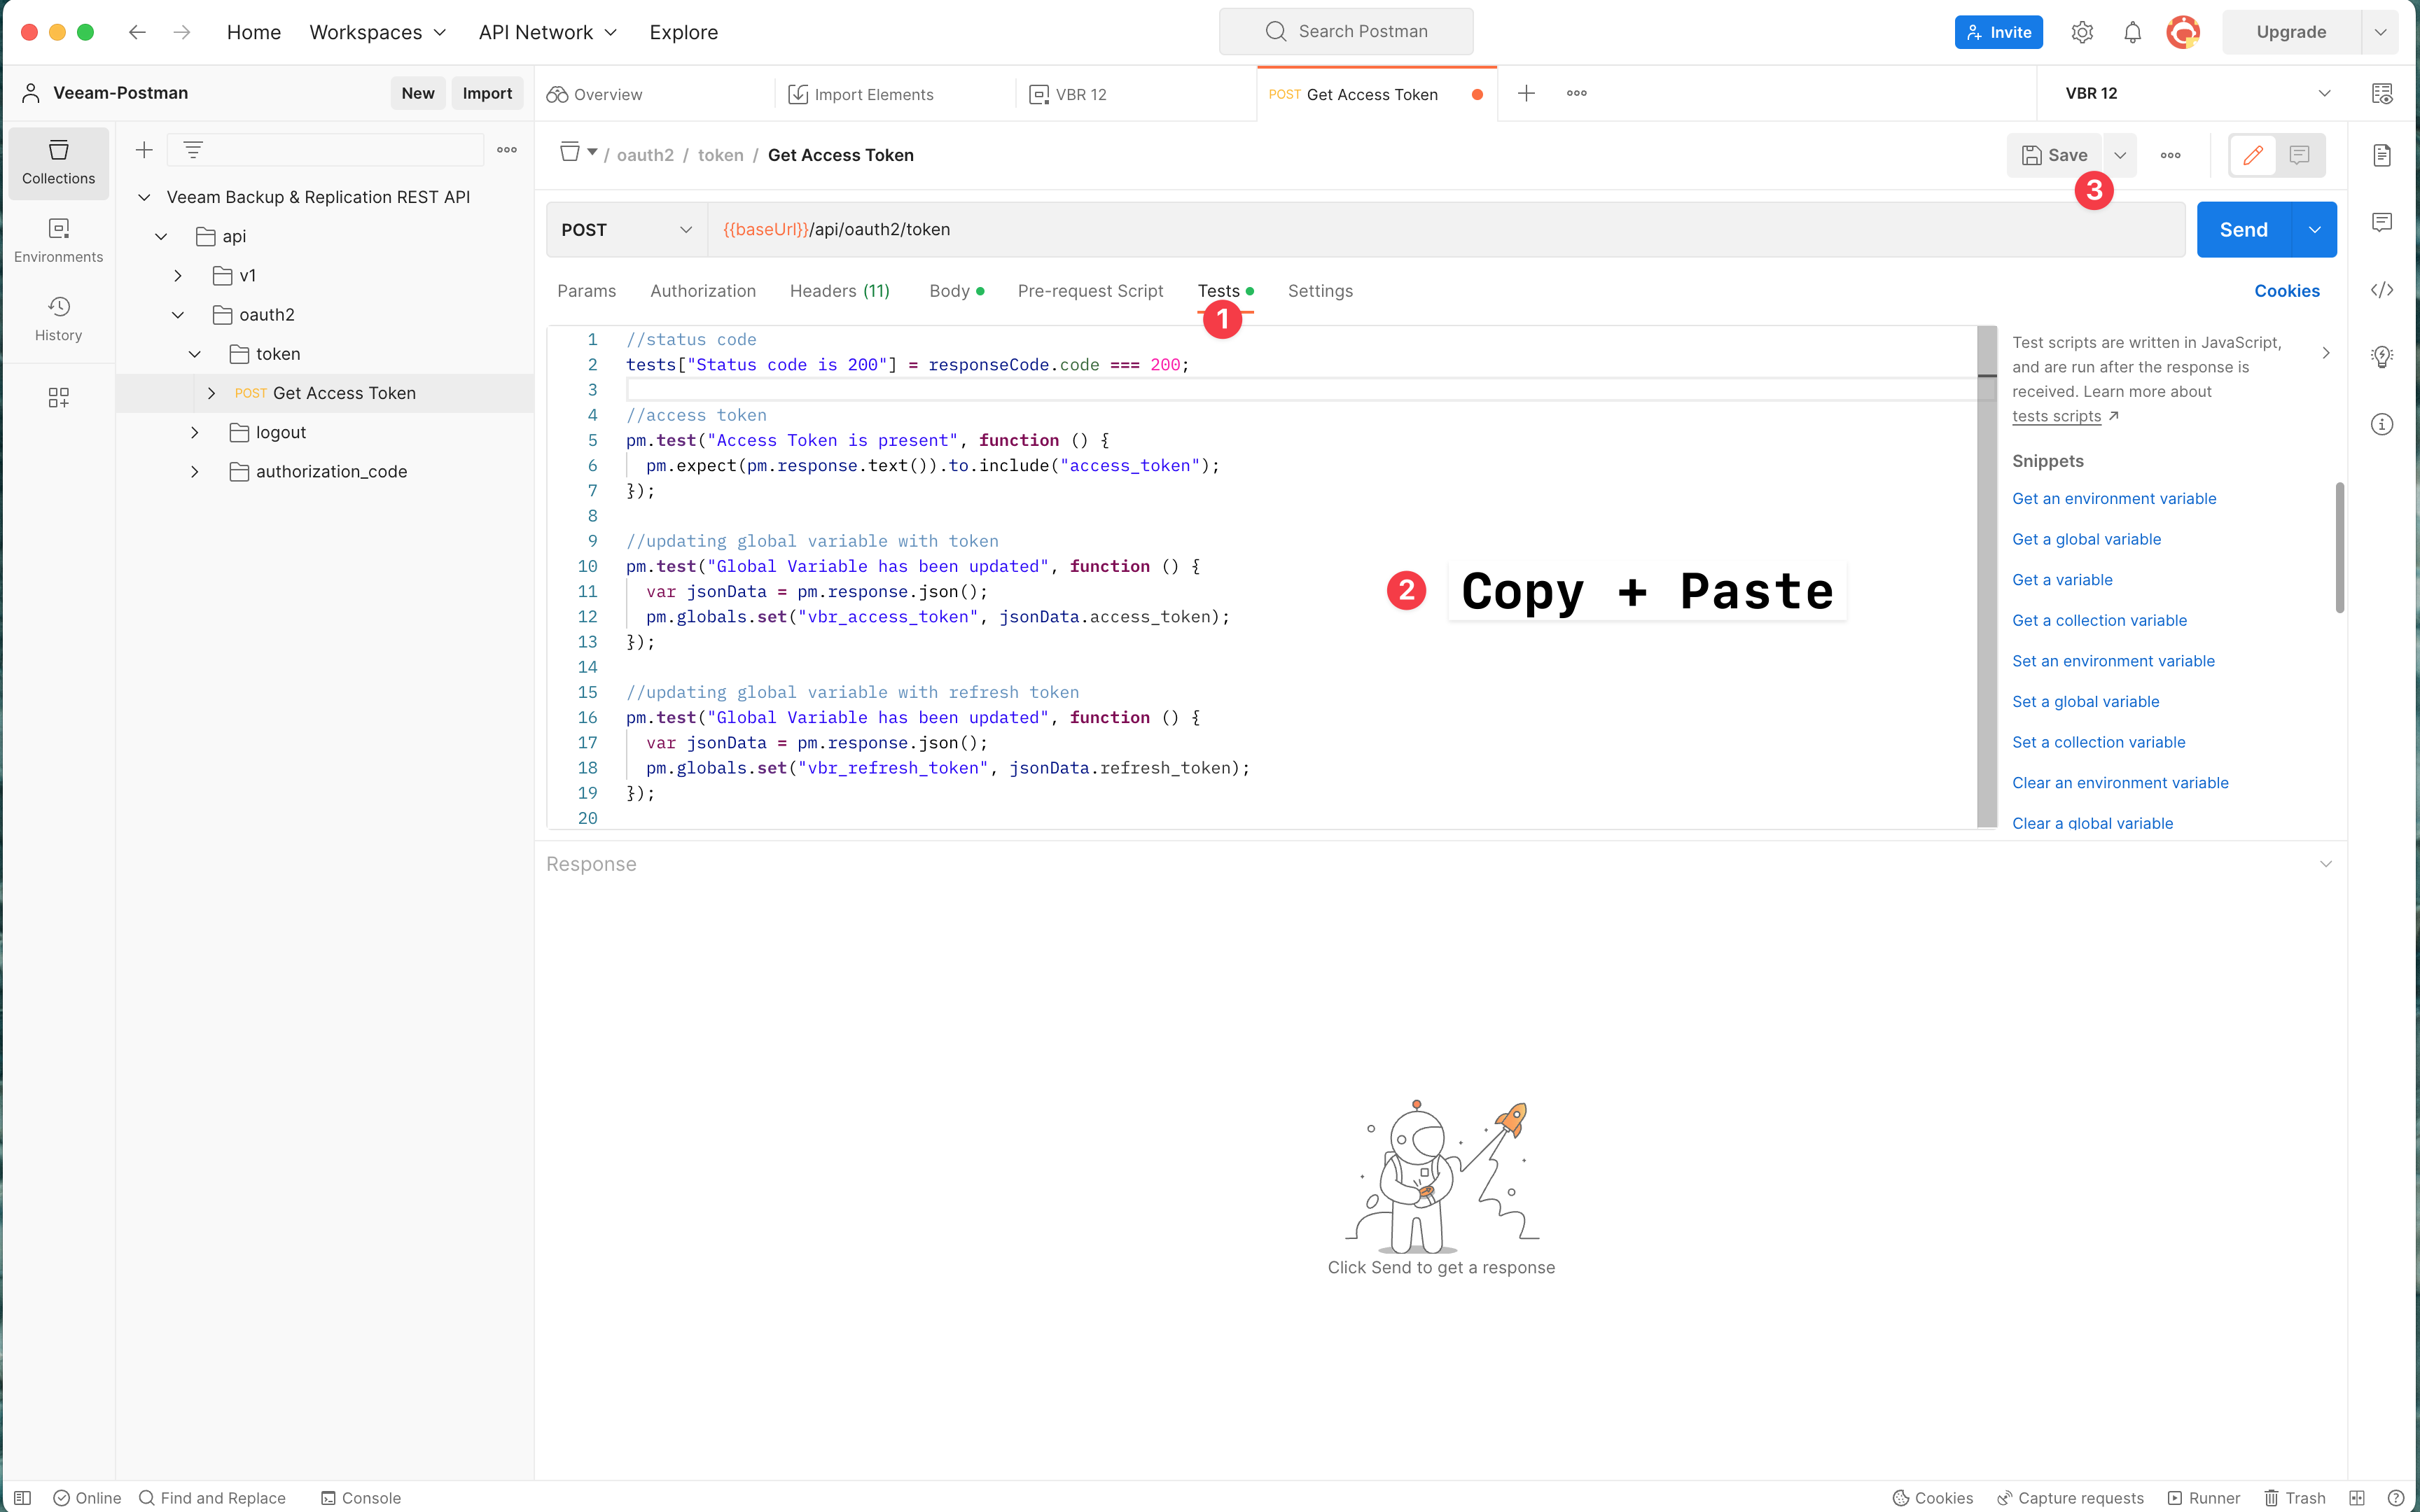 Home
Workspaces
API Network
Explore
Search Postman
Invite
Upgrade
Veeam-Postman
New
Import
Overview
Import Elements
VBR 12
POST Get Access Token
VBR 12
Collections
Environments
History
Veeam Backup & Replication REST API
api
v1
oauth2
token
POST Get Access Token
logout
authorization_code
/ oauth2 / token / Get Access Token
Save
3
POST
{{baseUrl}}/api/oauth2/token
Send
Params
Authorization
Headers (11)
Body
Pre-request Script
Tests
Settings
Cookies
1
1 //status code
2 tests["Status code is 200"] = responseCode.code === 200;
3
4 //access token
5 pm.test("Access Token is present", function () {
6 pm.expect(pm.response.text()).to.include("access_token");
7 });
8
9 //updating global variable with token
10 pm.test("Global Variable has been updated", function () {
11 var jsonData = pm.response.json();
12 pm.globals.set("vbr_access_token", jsonData.access_token);
13 });
14
15 //updating global variable with refresh token
16 pm.test("Global Variable has been updated", function () {
17 var jsonData = pm.response.json();
18 pm.globals.set("vbr_refresh_token", jsonData.refresh_token);
19 });
20
2 Copy + Paste
Test scripts are written in JavaScript,
and are run after the response is
received. Learn more about
tests scripts
Snippets
Get an environment variable
Get a global variable
Get a variable
Get a collection variable
Set an environment variable
Set a global variable
Set a collection variable
Clear an environment variable
Clear a global variable
Response
Click Send to get a response
Online
Find and Replace
Console
Cookies
Capture requests
Runner
Trash